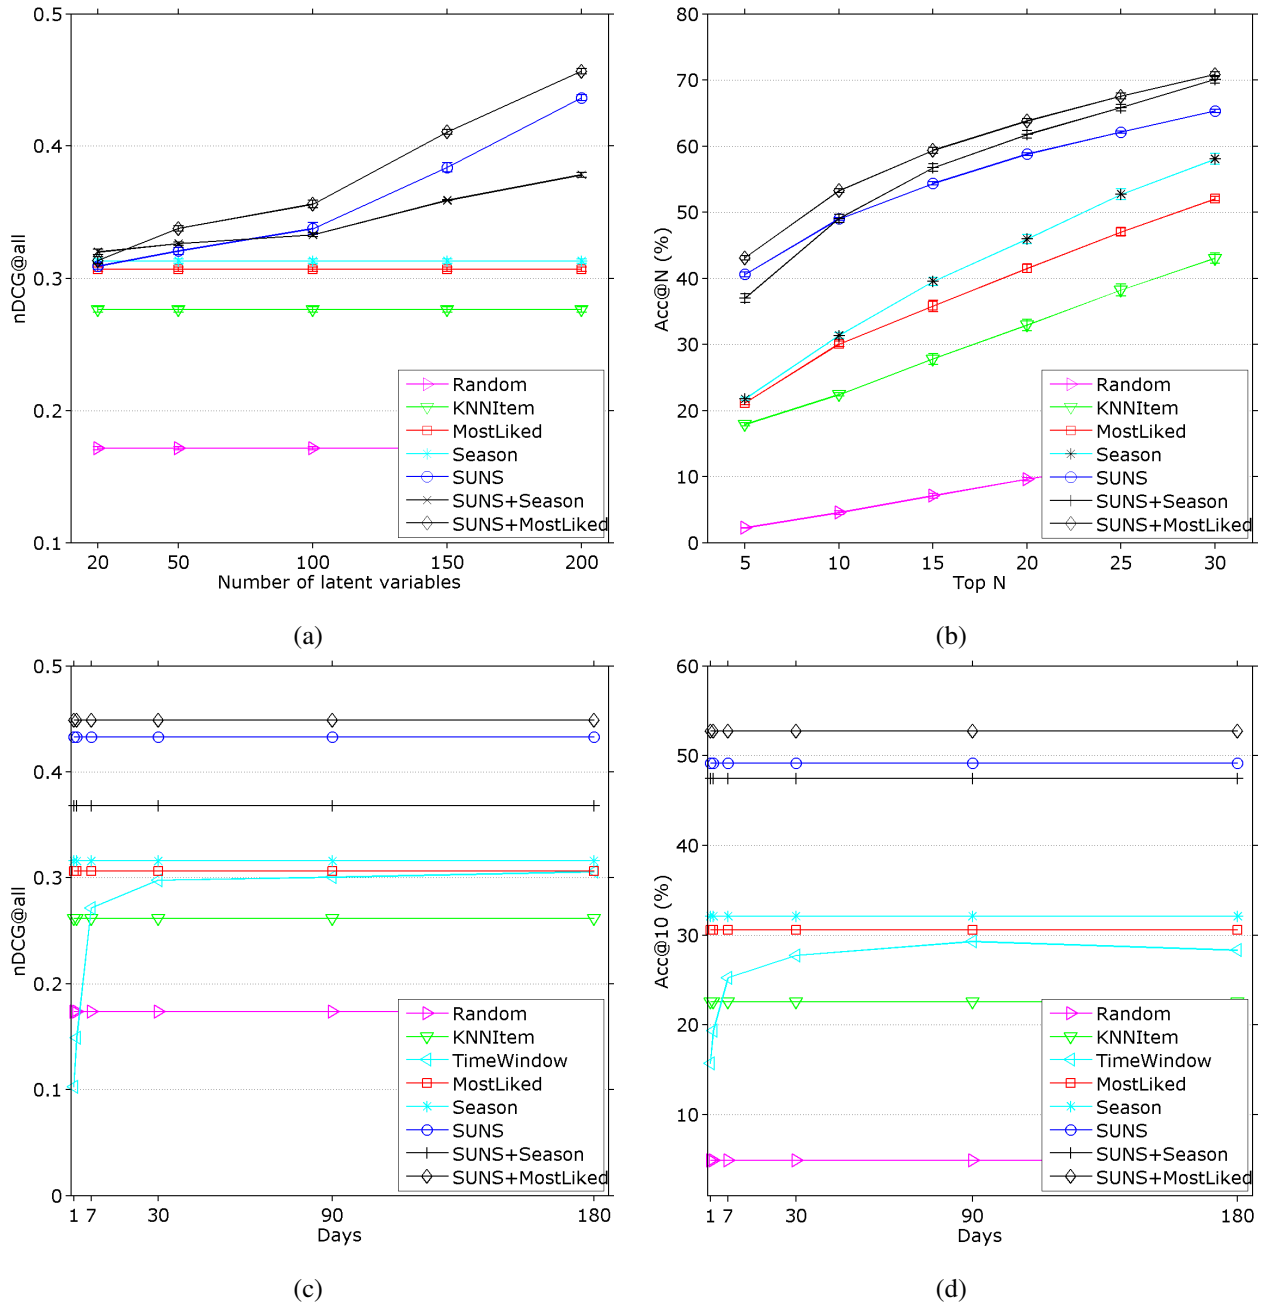 0.5
0.4
0.3
0.2
0.1
nDCG@all
Random
KNNItem
MostLiked
Season
SUNS
SUNS+Season
SUNS+MostLiked
20 50 100 150 200
Number of latent variables
(a)
80
70
60
50
40
30
20
10
0
Acc@N (%)
Random
KNNItem
MostLiked
Season
SUNS
SUNS+Season
SUNS+MostLiked
5 10 15 20 25 30
Top N
(b)
0.5
0.4
0.3
0.2
0.1
0
nDCG@all
Random
KNNItem
TimeWindow
MostLiked
Season
SUNS
SUNS+Season
SUNS+MostLiked
1 7 30 90 180
Days
(c)
60
50
40
30
20
10
Acc@10 (%)
Random
KNNItem
TimeWindow
MostLiked
Season
SUNS
SUNS+Season
SUNS+MostLiked
1 7 30 90 180
Days
(d)